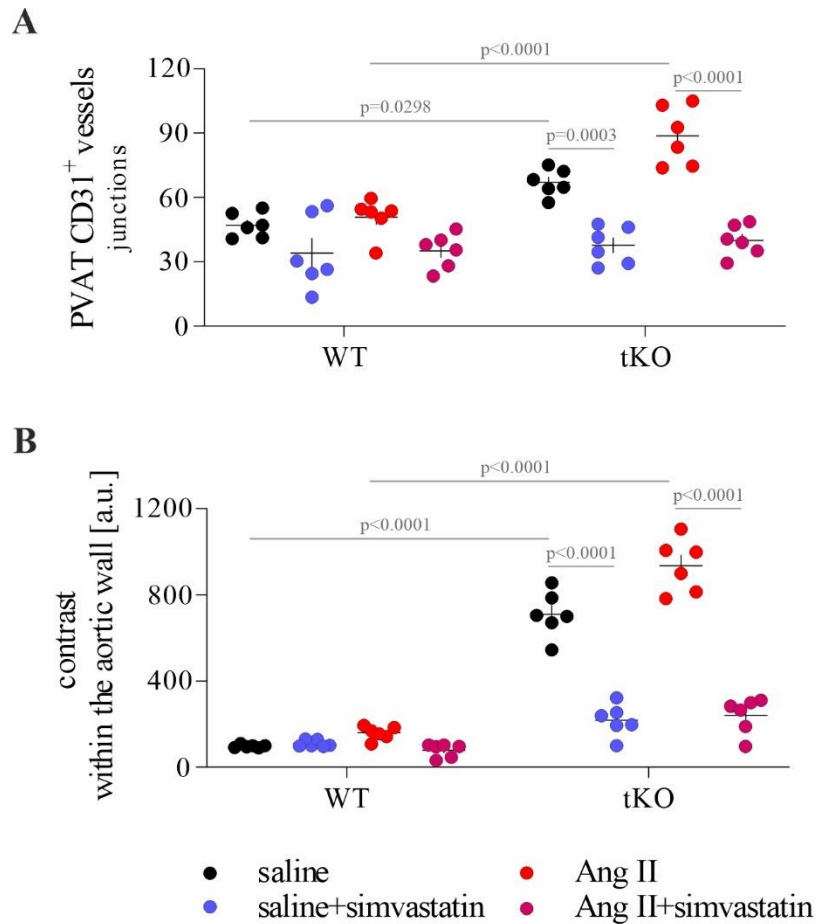 A
p<0.0001
p<0.0001
p=0.0298
p=0.0003
PVAT CD31+ vessels
junctions
120
90
60
30
0
WT
tKO
B
p<0.0001
p<0.0001
p<0.0001
p<0.0001
contrast
within the aortic wall [a.u.]
1200
800
400
0
WT
tKO
saline
Ang II
saline+simvastatin
Ang II+simvastatin